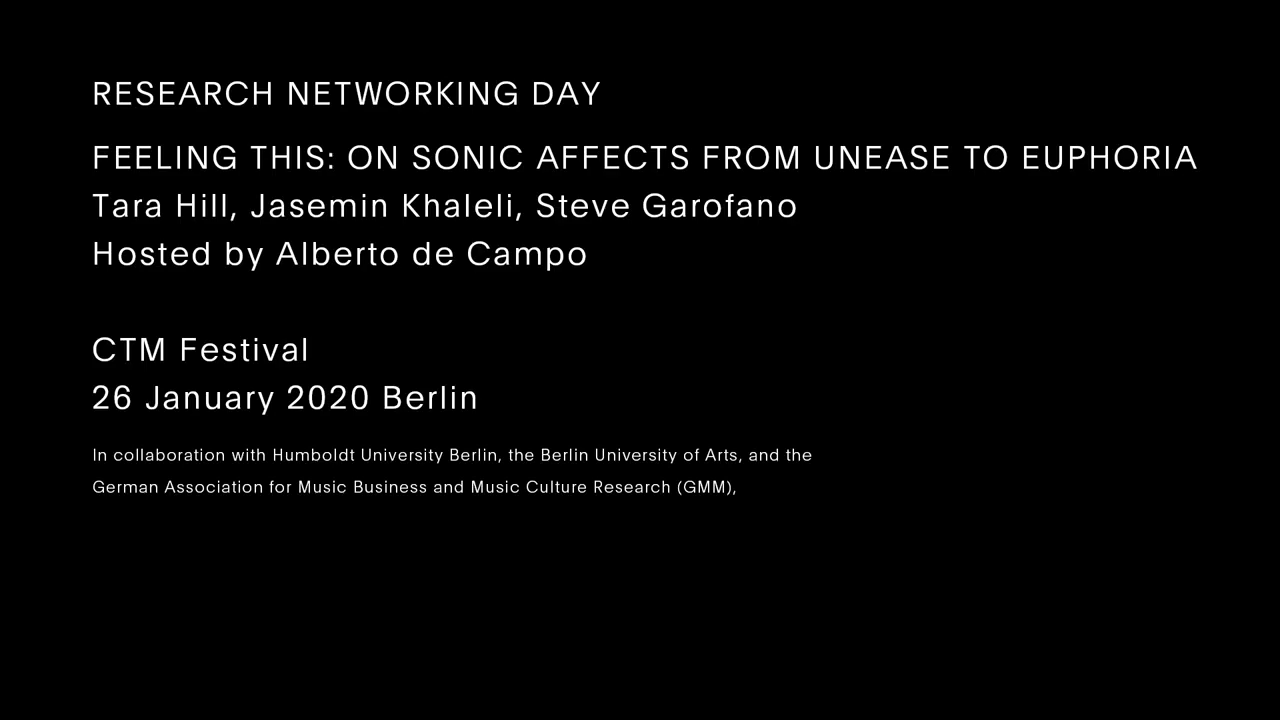 RESEARCH NETWORKING DAY
FEELING THIS: ON SONIC AFFECTS FROM UNEASE TO EUPHORIA
Tara Hill, Jasemin Khaleli, Steve Garofano
Hosted by Alberto de Campo
CTM Festival
26 January 2020 Berlin
In collaboration with Humboldt University Berlin, the Berlin University of Arts, and the
German Association for Music Business and Music Culture Research (GMM),